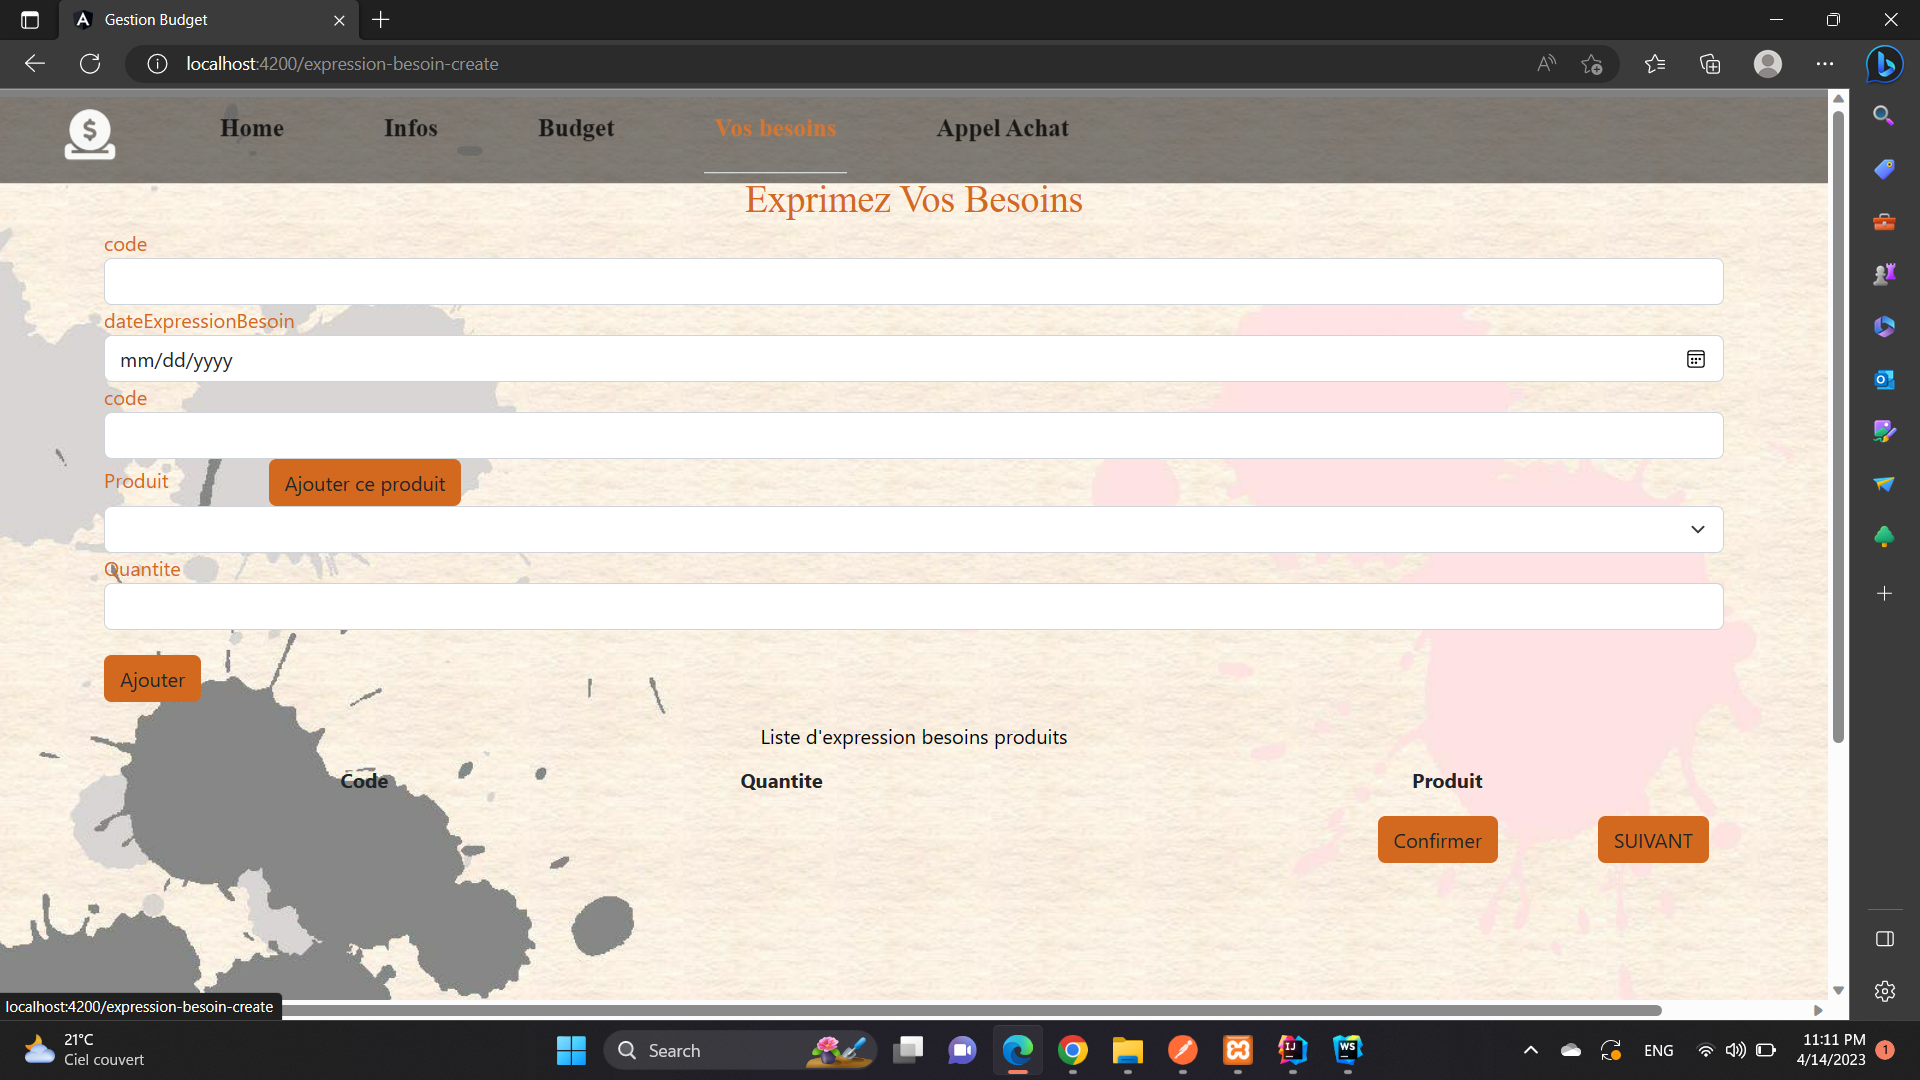 Gestion Budget
localhost:4200/expression-besoin-create
$
Home Infos Budget Vos besoins Appel Achat
Exprimez Vos Besoins
code
dateExpressionBesoin
mm/dd/yyyy
code
Produit Ajouter ce produit
Quantite
Ajouter
Liste d'expression besoins produits
Code Quantite Produit
Confirmer SUIVANT
localhost:4200/expression-besoin-create
21°C
Ciel couvert
Search
IJ
WS
ENG
11:11 PM
4/14/2023
1